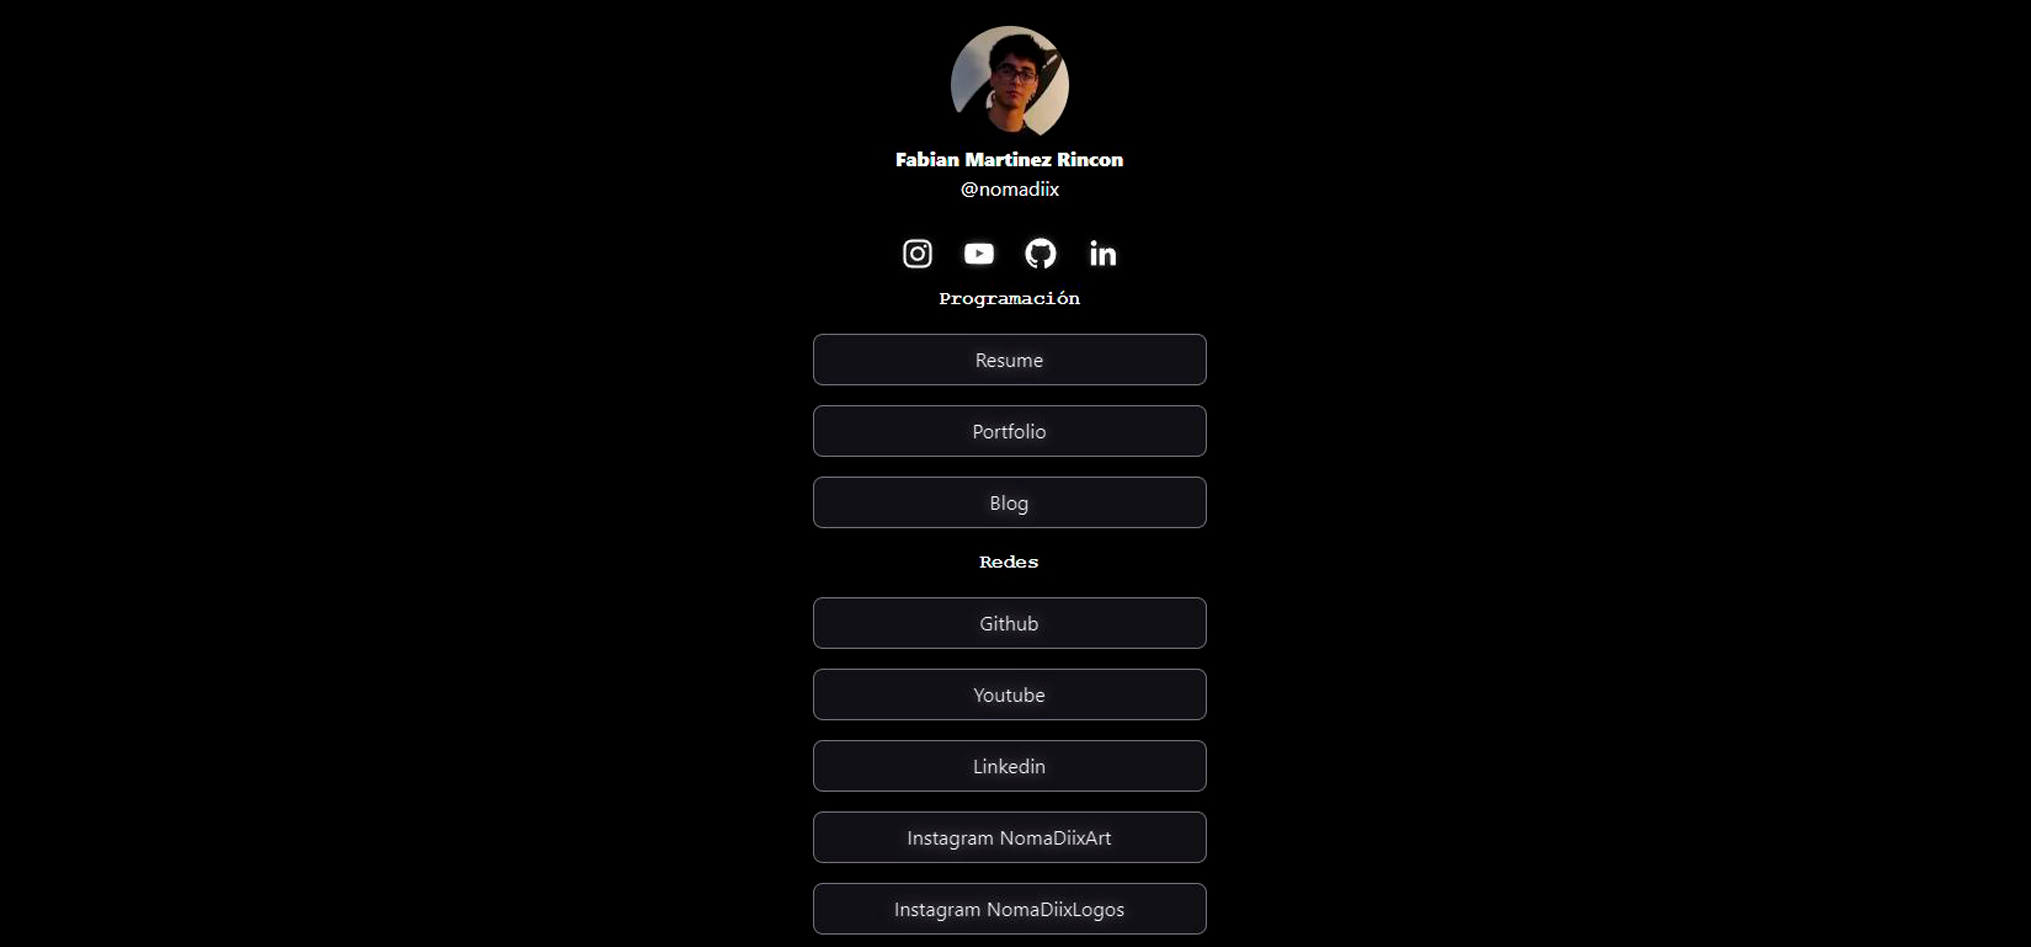 Fabian Martinez Rincon
@nomadiix
Programación
Resume
Portfolio
Blog
Redes
Github
Youtube
Linkedin
Instagram NomaDiixArt
Instagram NomaDiixLogos